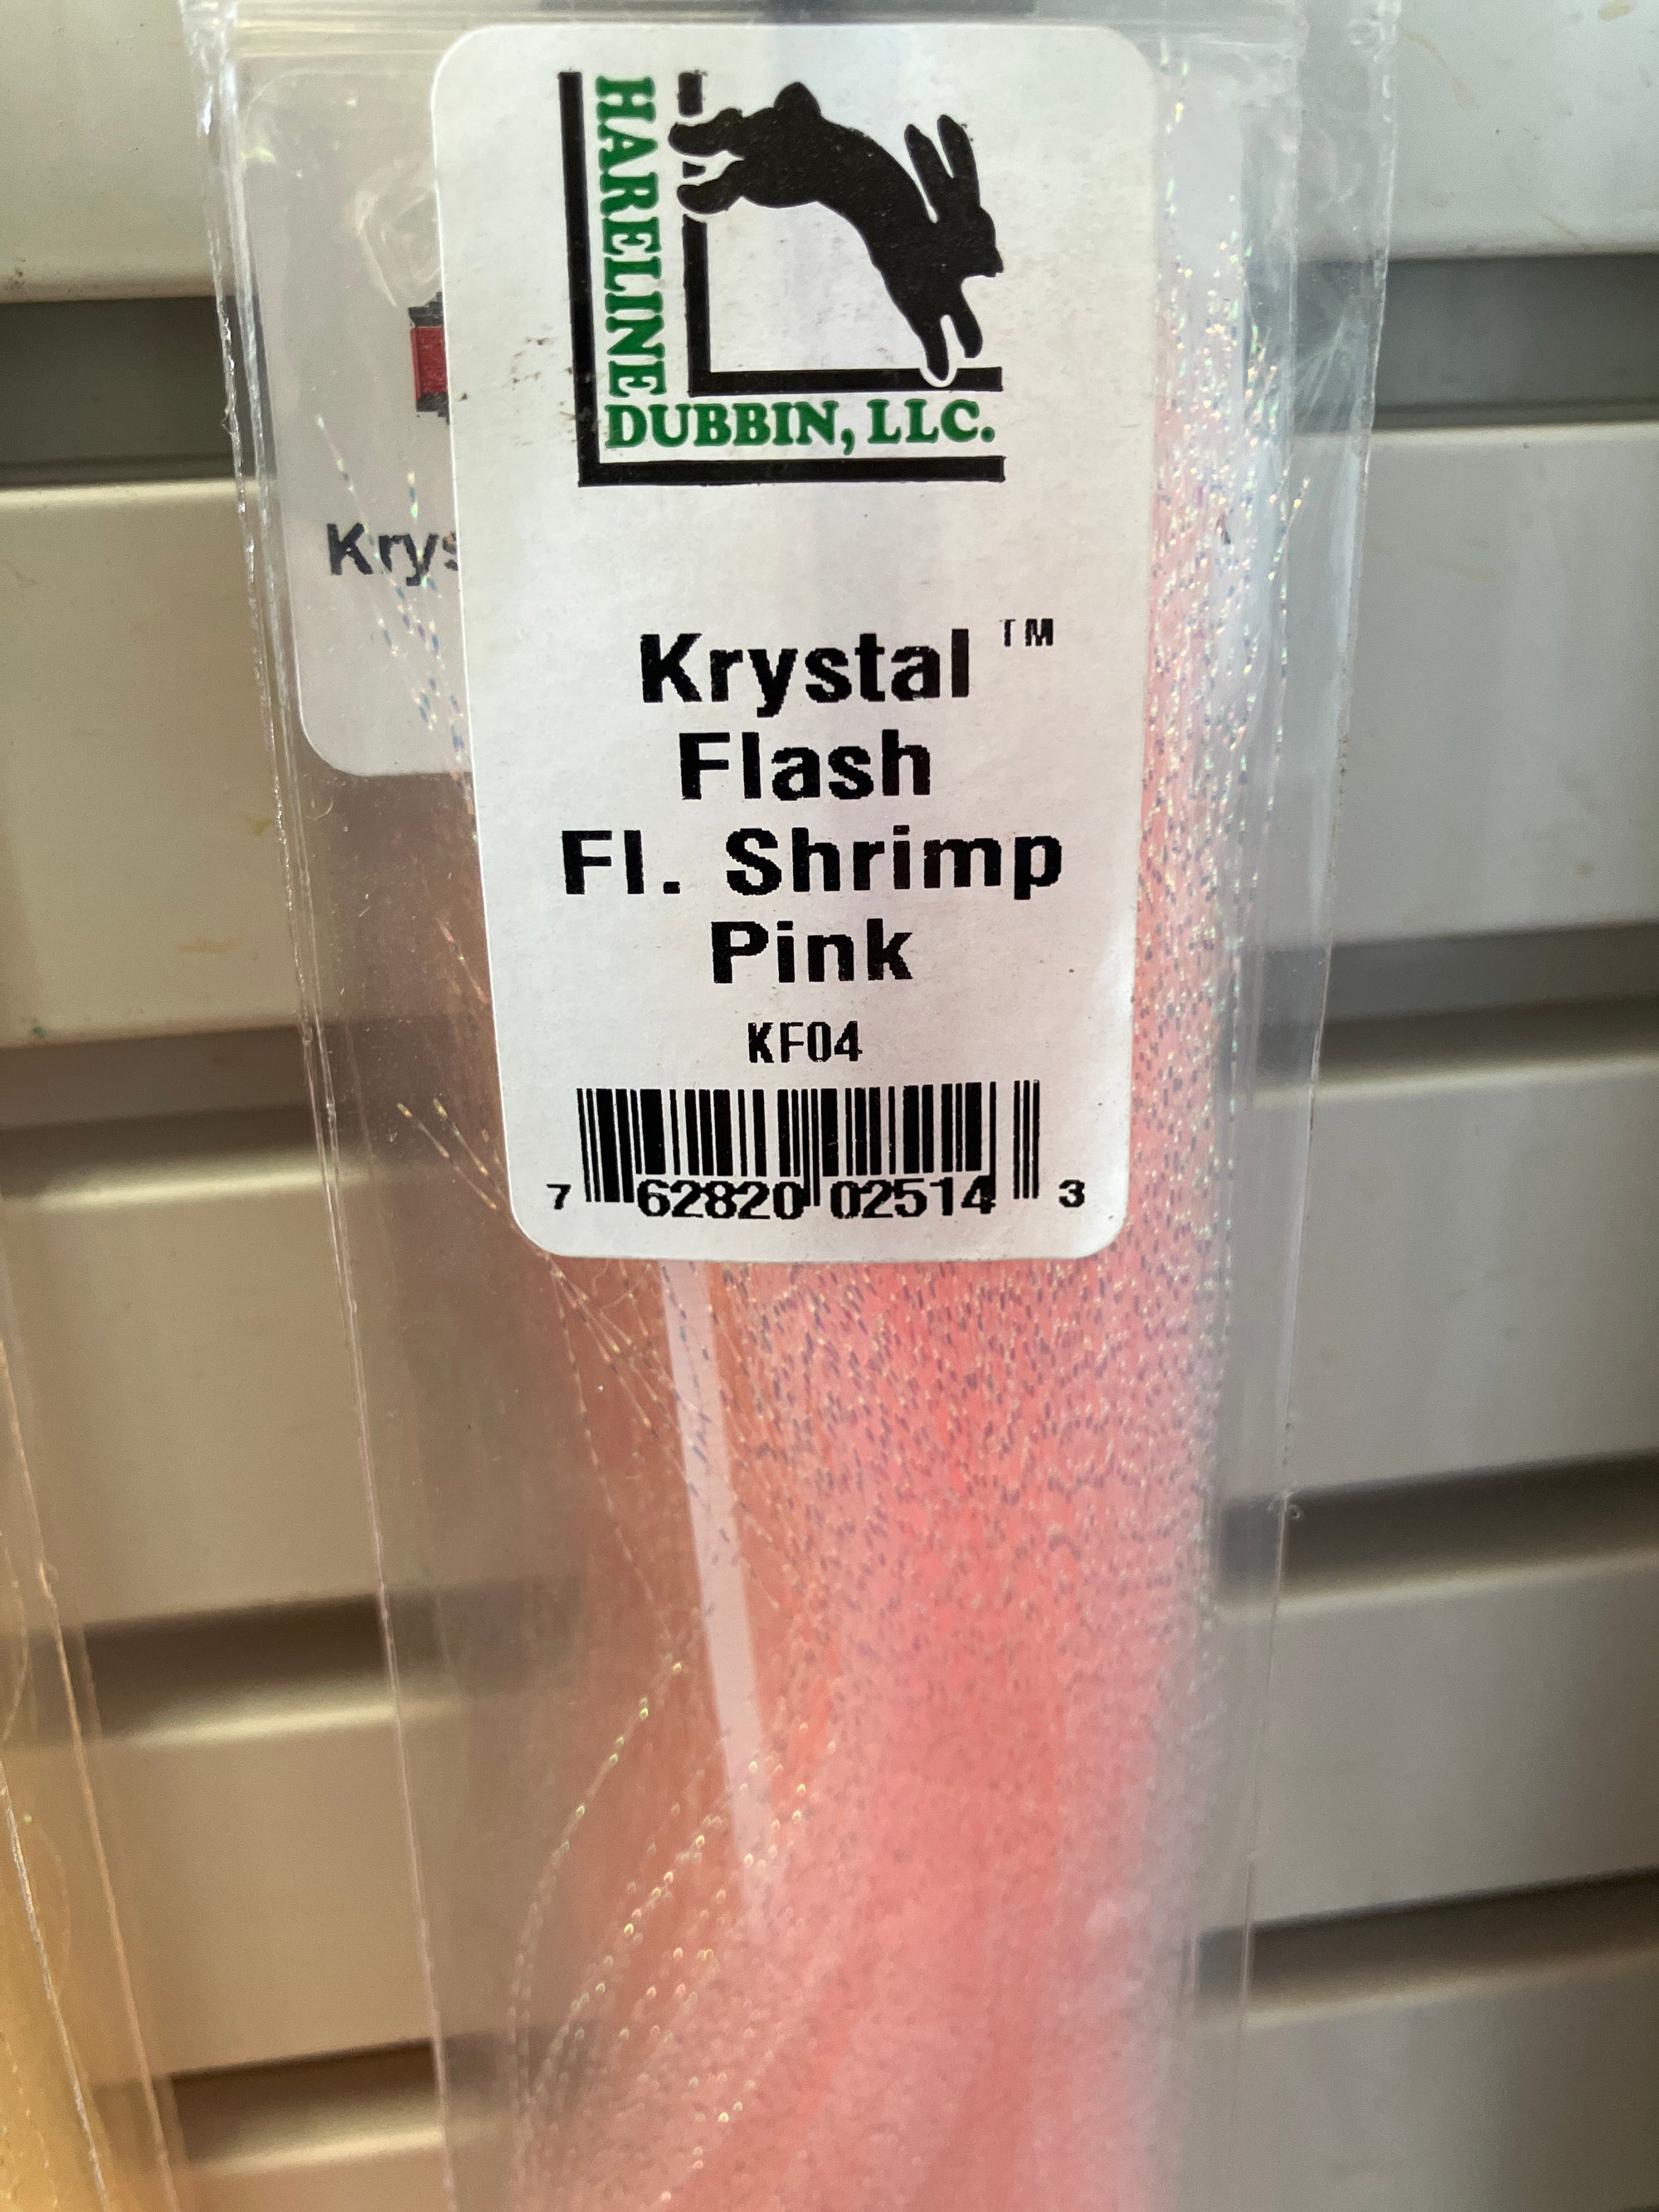 HARELINE
DUBBIN, LLC.
Krystal ™
Flash
Fl. Shrimp
Pink
KF04
7 62820 02514 3
Krys